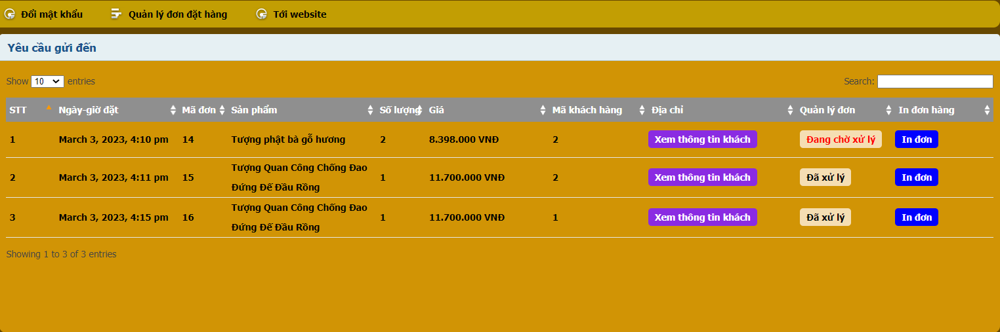 Đổi mật khẩu Quản lý đơn đặt hàng Tới website
Yêu cầu gửi đến
Show 10 entries Search:
STT Ngày-giờ đặt Mã đơn Sản phẩm Số lượng Giá Mã khách hàng Địa chỉ Quản lý đơn In đơn hàng
1 March 3, 2023, 4:10 pm 14 Tượng phật bà gỗ hương 2 8.398.000 VNĐ 2 Xem thông tin khách Đang chờ xử lý In đơn
2 March 3, 2023, 4:11 pm 15 Tượng Quan Công Chống Đao Đứng Đế Đầu Rồng 1 11.700.000 VNĐ 2 Xem thông tin khách Đã xử lý In đơn
3 March 3, 2023, 4:15 pm 16 Tượng Quan Công Chống Đao Đứng Đế Đầu Rồng 1 11.700.000 VNĐ 1 Xem thông tin khách Đã xử lý In đơn
Showing 1 to 3 of 3 entries